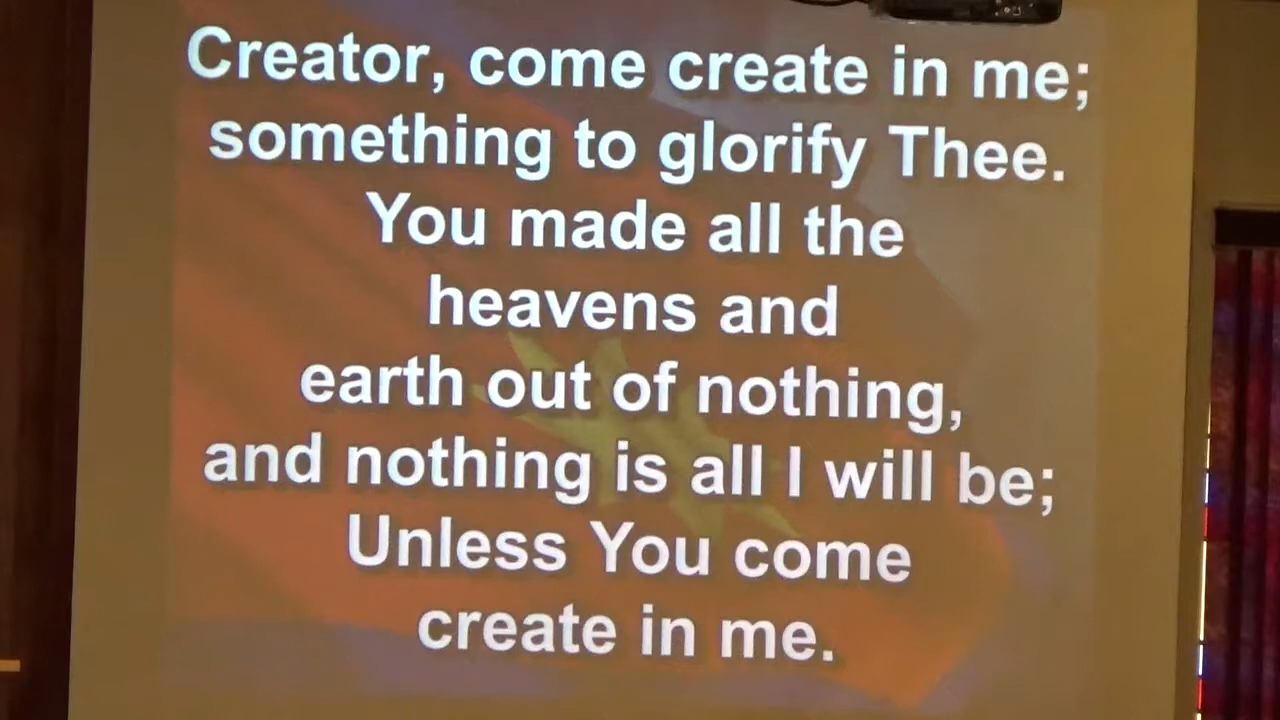 Creator, come create in me;
something to glorify Thee.
You made all the
heavens and
earth out of nothing,
and nothing is all I will be;
Unless You come
create in me.